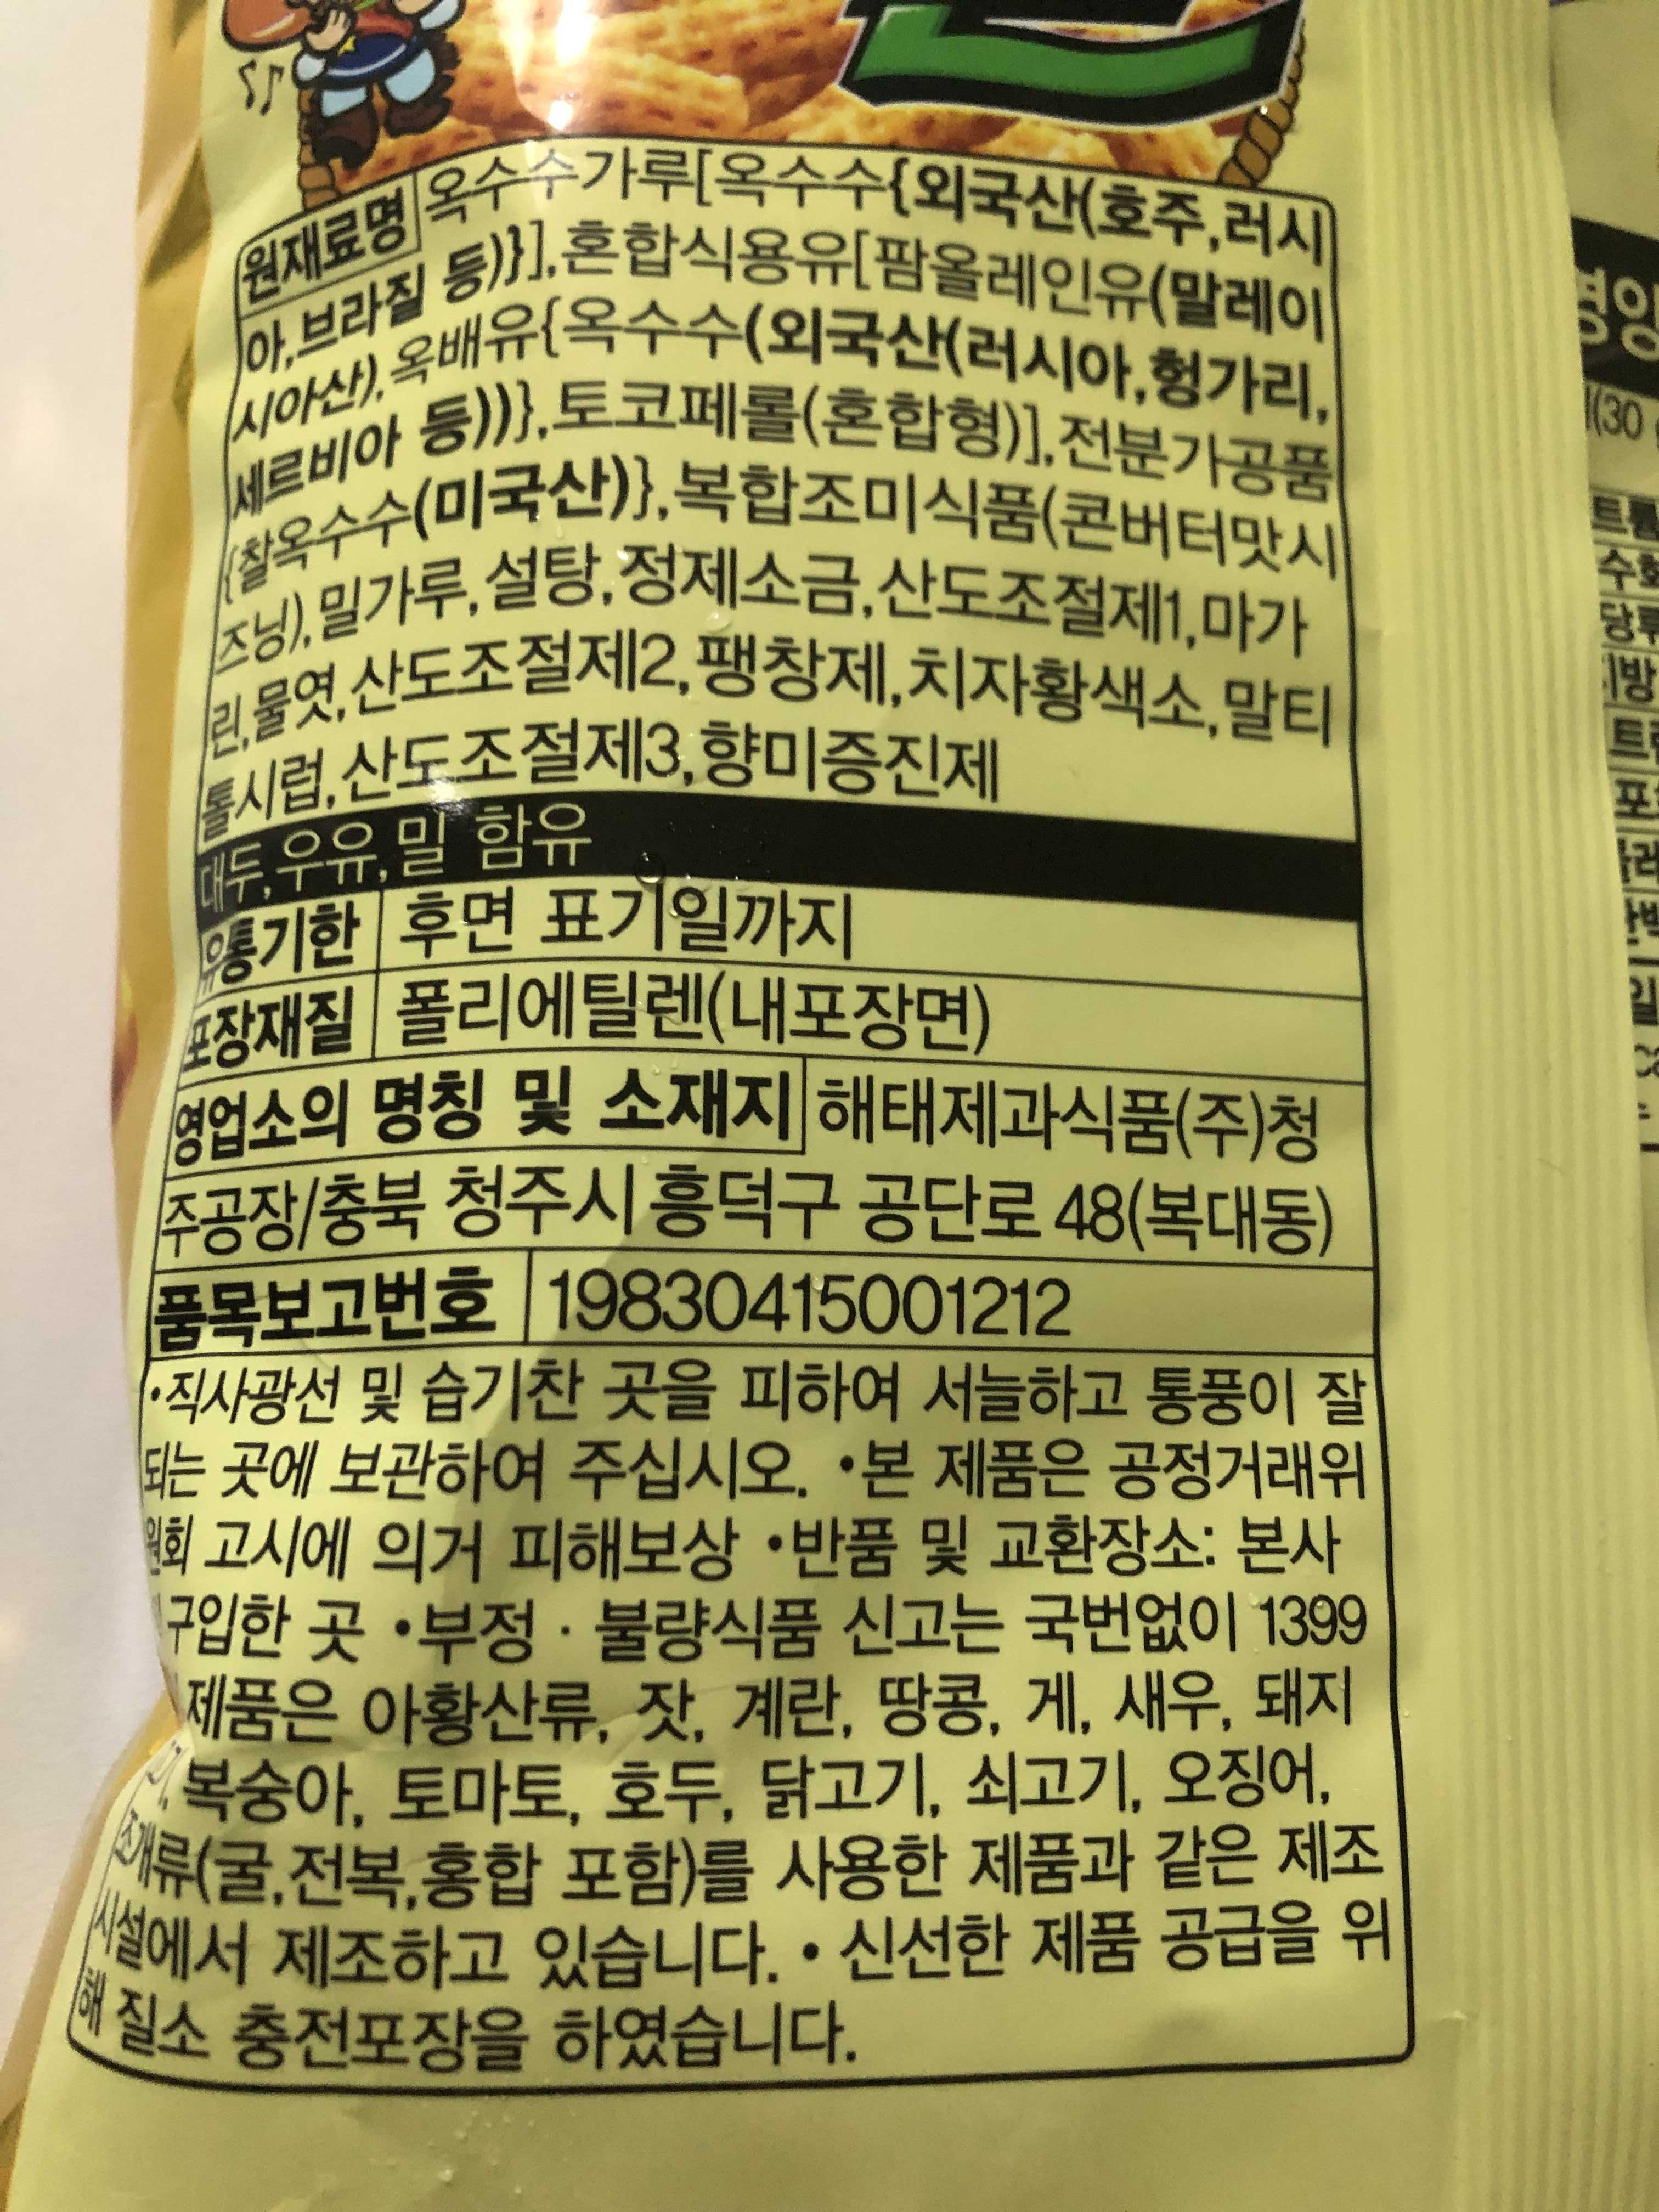 원재료명 옥수수가루[옥수수{외국산(호주,러시
아,브라질 등)}],혼합식용유[팜올레인유(말레이
시아산),옥배유{옥수수(외국산(러시아,헝가리,
세르비아 등))},토코페롤(혼합형)],전분가공품
{찰옥수수(미국산)},복합조미식품(콘버터맛시
즈닝),밀가루,설탕,정제소금,산도조절제1,마가
린,물엿,산도조절제2,팽창제,치자황색소,말티
톨시럽,산도조절제3,향미증진제
대두,우유,밀 함유
유통기한 후면 표기일까지
포장재질 폴리에틸렌(내포장면)
영업소의 명칭 및 소재지 해태제과식품(주)청
주공장/충북 청주시 흥덕구 공단로 48(복대동)
품목보고번호 19830415001212
•직사광선 및 습기찬 곳을 피하여 서늘하고 통풍이 잘
되는 곳에 보관하여 주십시오. •본 제품은 공정거래위
원회 고시에 의거 피해보상 •반품 및 교환장소: 본사
구입한 곳 •부정 · 불량식품 신고는 국번없이 1399
제품은 아황산류, 잣, 계란, 땅콩, 게, 새우, 돼지
기, 복숭아, 토마토, 호두, 닭고기, 쇠고기, 오징어,
조개류(굴,전복,홍합 포함)를 사용한 제품과 같은 제조
시설에서 제조하고 있습니다. • 신선한 제품 공급을 위
해 질소 충전포장을 하였습니다.
영양
(30